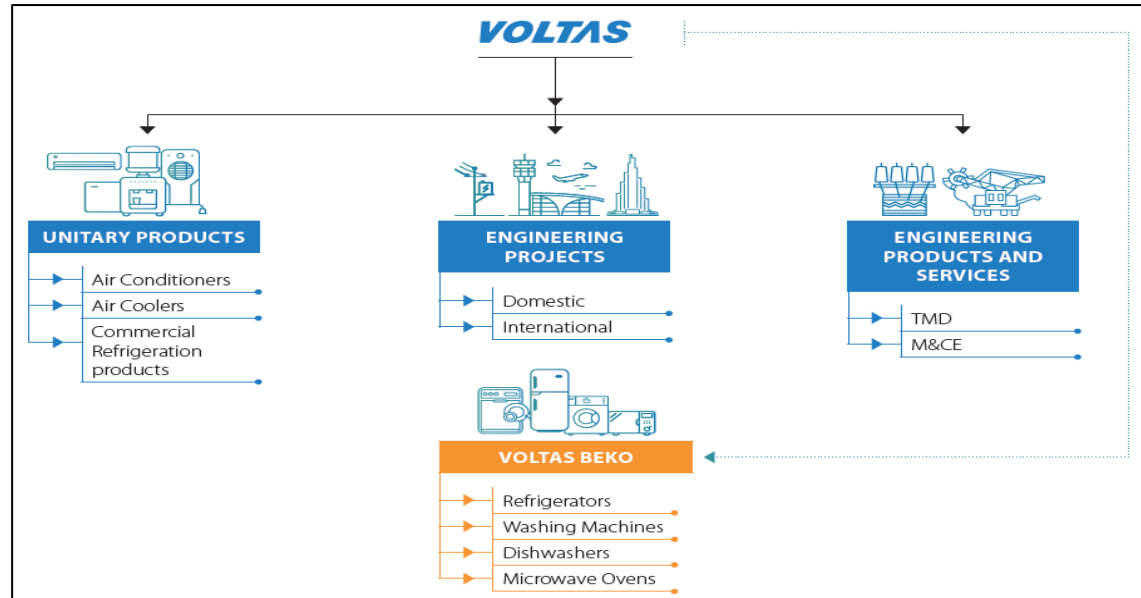 VOLTAS
UNITARY PRODUCTS
Air Conditioners
Air Coolers
Commercial
Refrigeration
products
ENGINEERING
PROJECTS
Domestic
International
ENGINEERING
PRODUCTS AND
SERVICES
TMD
M&CE
VOLTAS BEKO
Refrigerators
Washing Machines
Dishwashers
Microwave Ovens